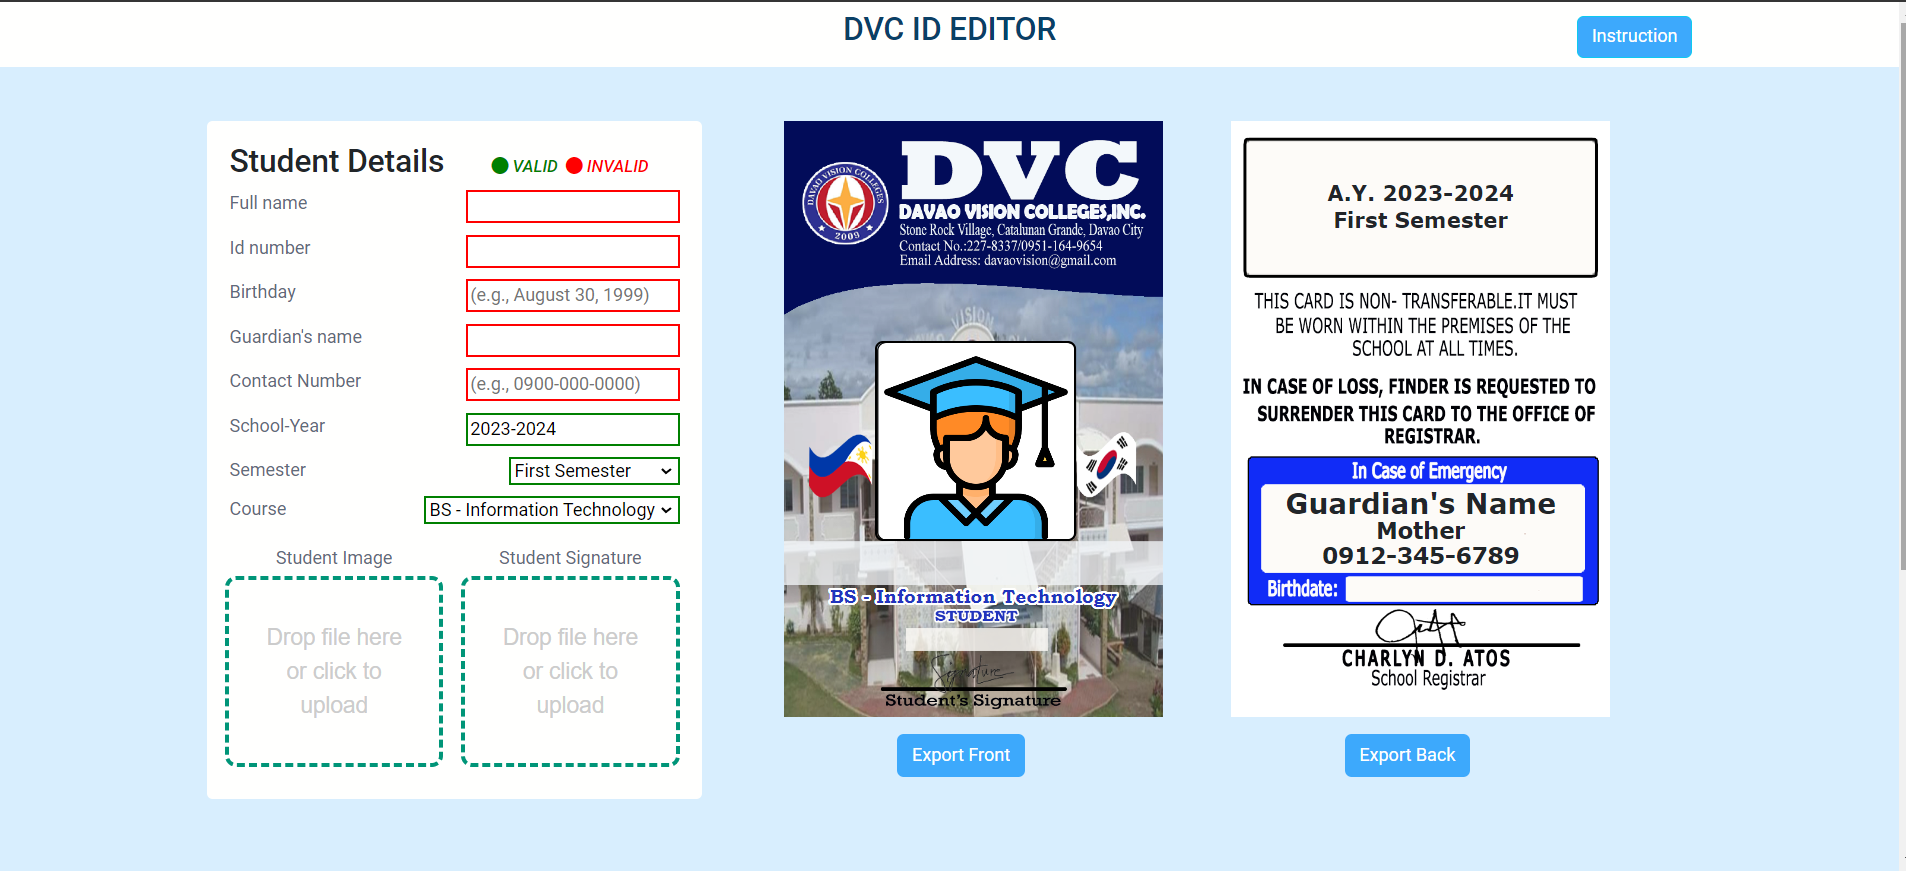 DVC ID EDITOR
Instruction
Student Details
VALID
INVALID
Full name
Id number
Birthday
(e.g., August 30, 1999)
Guardian's name
Contact Number
(e.g., 0900-000-0000)
School-Year
2023-2024
Semester
First Semester
Course
BS - Information Technology
Student Image
Student Signature
Drop file here
or click to
upload
Drop file here
or click to
upload
DAVAO VISION COLLEGES
2009
DVC
DAVAO VISION COLLEGES,INC.
Stone Rock Village, Catalunan Grande, Davao City
Contact No.:227-8337/0951-164-9654
Email Address: davaovision@gmail.com
VISION
BS - Information Technology
STUDENT
Signature
Student's Signature
Export Front
A.Y. 2023-2024
First Semester
THIS CARD IS NON- TRANSFERABLE.IT MUST
BE WORN WITHIN THE PREMISES OF THE
SCHOOL AT ALL TIMES.
IN CASE OF LOSS, FINDER IS REQUESTED TO
SURRENDER THIS CARD TO THE OFFICE OF
REGISTRAR.
In Case of Emergency
Guardian's Name
Mother
0912-345-6789
Birthdate:
CHARLYN D. ATOS
School Registrar
Export Back